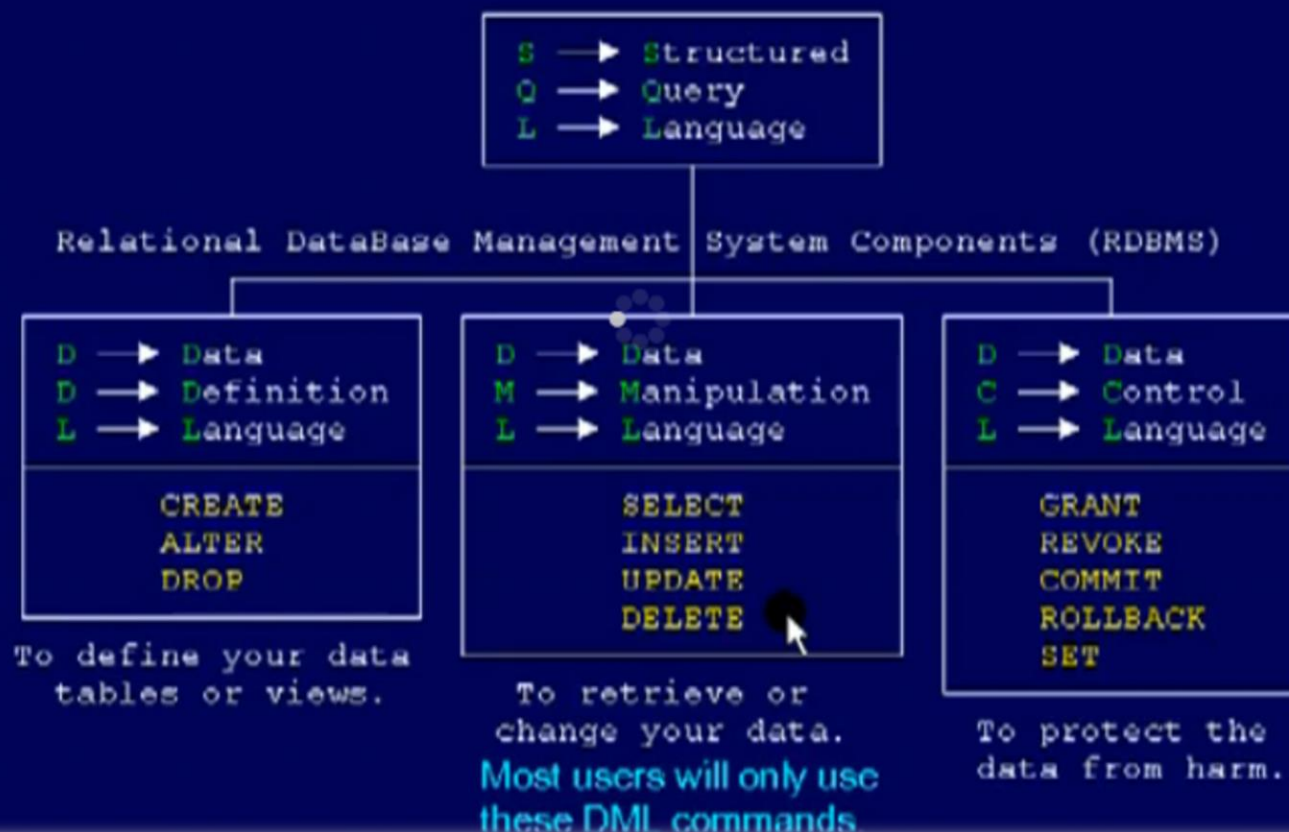 S → Structured
Q → Query
L → Language
Relational DataBase Management System Components (RDBMS)
D → Data
D → Definition
L → Language
CREATE
ALTER
DROP
To define your data
tables or views.
D → Data
M → Manipulation
L → Language
SELECT
INSERT
UPDATE
DELETE
To retrieve or
change your data.
Most users will only use
these DML commands
D → Data
C → Control
L → Language
GRANT
REVOKE
COMMIT
ROLLBACK
SET
To protect the
data from harm.